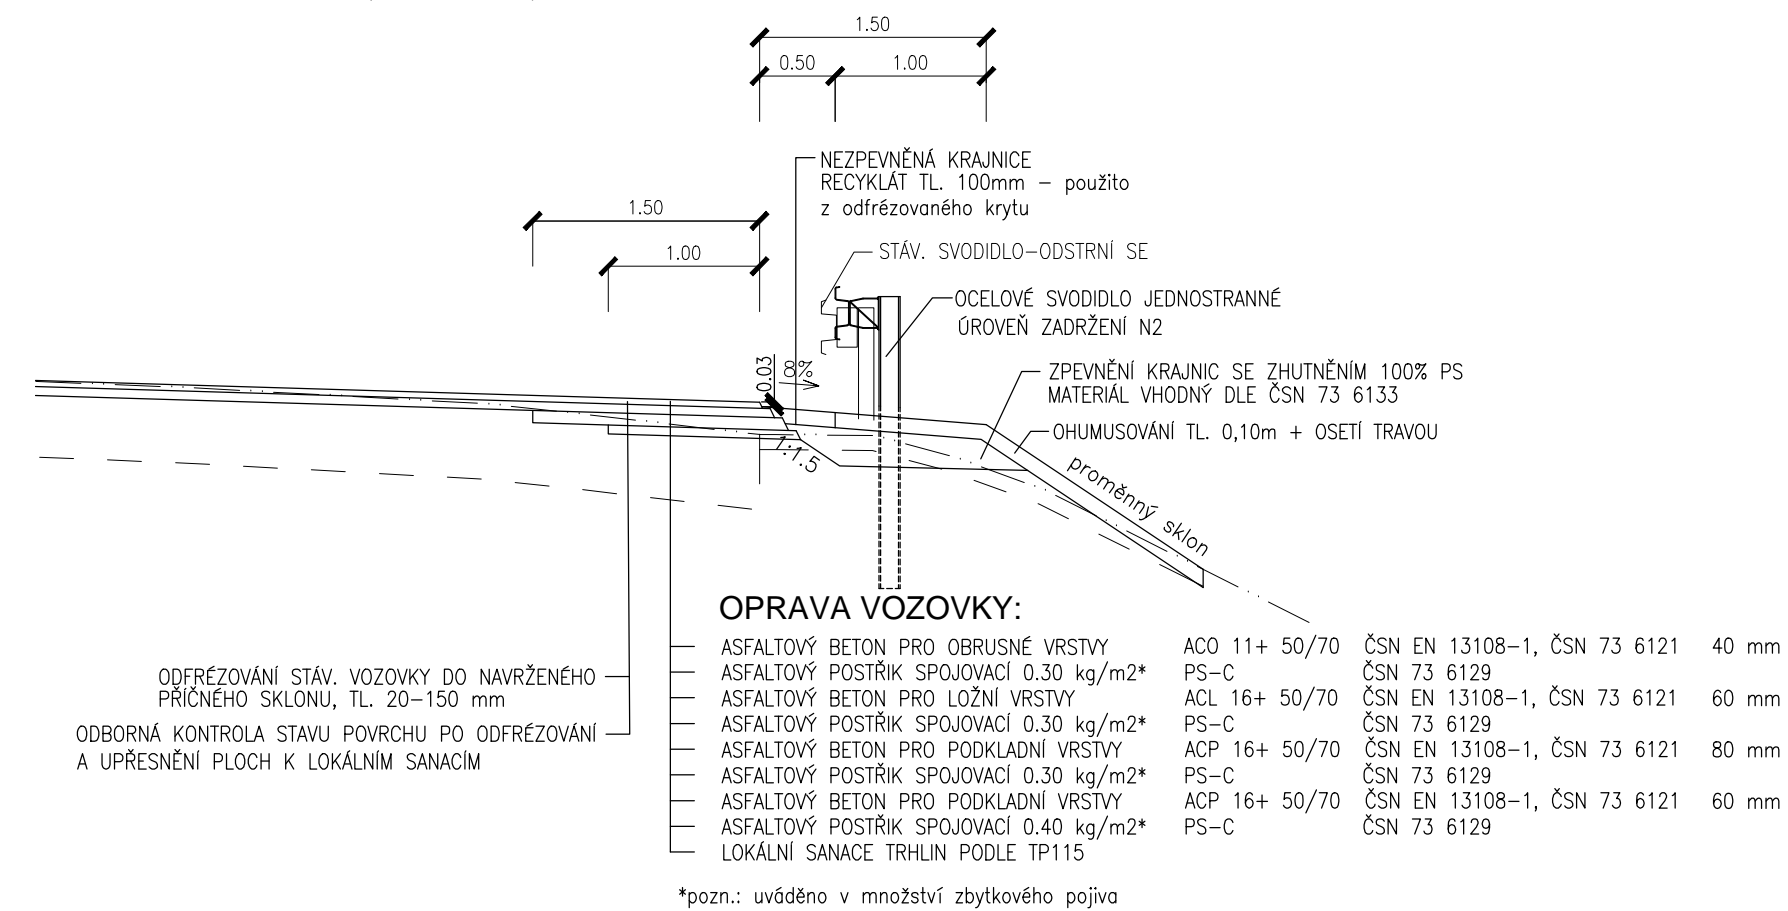 1.50
0.50
1.00
NEZPEVNĚNÁ KRAJNICE
RECYKLÁT TL. 100mm – použito
z odfrézovaného krytu
1.50
1.00
STÁV. SVODIDLO-ODSTRNÍ SE
OCELOVÉ SVODIDLO JEDNOSTRANNÉ
ÚROVEŇ ZADRŽENÍ N2
0.03
8%
ZPEVNĚNÍ KRAJNIC SE ZHUTNĚNÍM 100% PS
MATERIÁL VHODNÝ DLE ČSN 73 6133
OHUMUSOVÁNÍ TL. 0,10m + OSETÍ TRAVOU
1:1.5
proměnný sklon
OPRAVA VOZOVKY:
ASFALTOVÝ BETON PRO OBRUSNÉ VRSTVY ACO 11+ 50/70 ČSN EN 13108-1, ČSN 73 6121 40 mm
ASFALTOVÝ POSTŘIK SPOJOVACÍ 0.30 kg/m2* PS-C ČSN 73 6129
ASFALTOVÝ BETON PRO LOŽNÍ VRSTVY ACL 16+ 50/70 ČSN EN 13108-1, ČSN 73 6121 60 mm
ASFALTOVÝ POSTŘIK SPOJOVACÍ 0.30 kg/m2* PS-C ČSN 73 6129
ASFALTOVÝ BETON PRO PODKLADNÍ VRSTVY ACP 16+ 50/70 ČSN EN 13108-1, ČSN 73 6121 80 mm
ASFALTOVÝ POSTŘIK SPOJOVACÍ 0.30 kg/m2* PS-C ČSN 73 6129
ASFALTOVÝ BETON PRO PODKLADNÍ VRSTVY ACP 16+ 50/70 ČSN EN 13108-1, ČSN 73 6121 60 mm
ASFALTOVÝ POSTŘIK SPOJOVACÍ 0.40 kg/m2* PS-C ČSN 73 6129
LOKÁLNÍ SANACE TRHLIN PODLE TP115
ODFRÉZOVÁNÍ STÁV. VOZOVKY DO NAVRŽENÉHO
PŘÍČNÉHO SKLONU, TL. 20-150 mm
ODBORNÁ KONTROLA STAVU POVRCHU PO ODFRÉZOVÁNÍ
A UPŘESNĚNÍ PLOCH K LOKÁLNÍM SANACÍM
*pozn.: uváděno v množství zbytkového pojiva